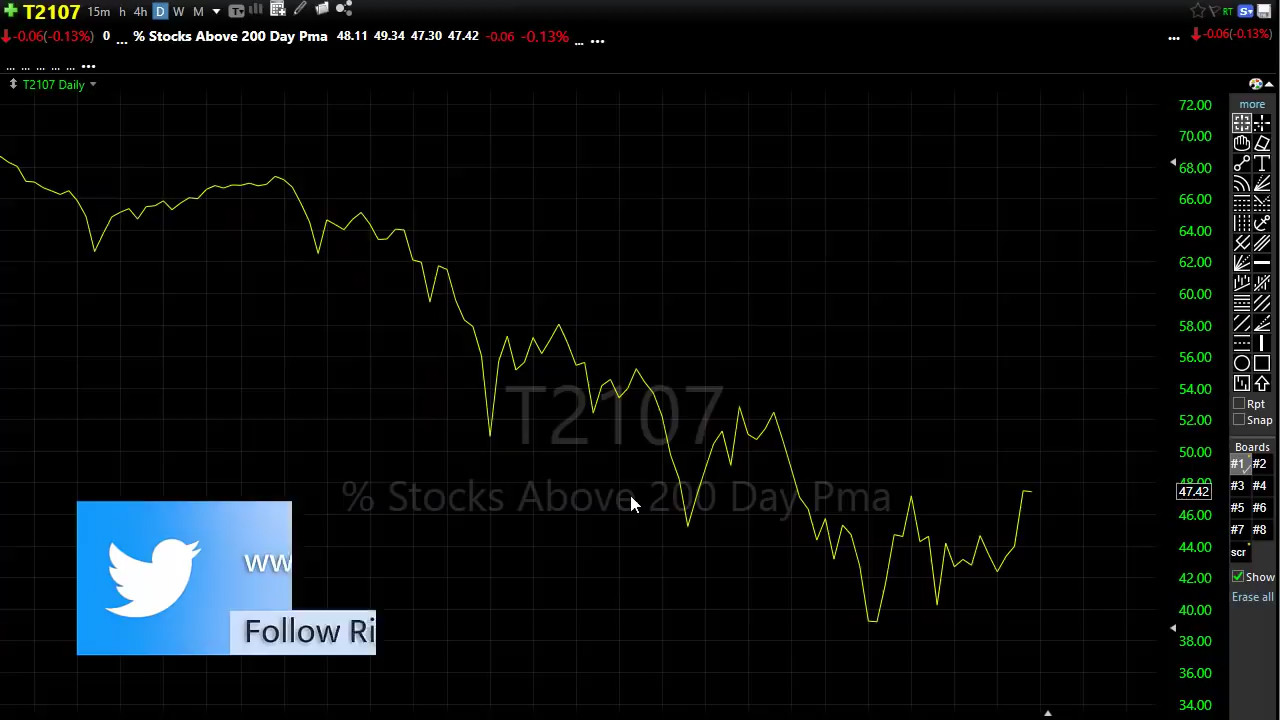 T2107 15m h 4h D W M T RT S
-0.06(-0.13%) 0 ... % Stocks Above 200 Day Pma 48.11 49.34 47.30 47.42 -0.06 -0.13% ... ... ... -0.06(-0.13%)
... ... ... ... ... ...
T2107 Daily
more
72.00
70.00
68.00
66.00
64.00
62.00
60.00
58.00
56.00
54.00
52.00
50.00
47.42
46.00
44.00
42.00
40.00
38.00
36.00
34.00
T2107
% Stocks Above 200 Day Pma
T
Rpt
Snap
Boards
#1 #2
#3 #4
#5 #6
#7 #8
scr
Show
Erase all
ww
Follow Ri